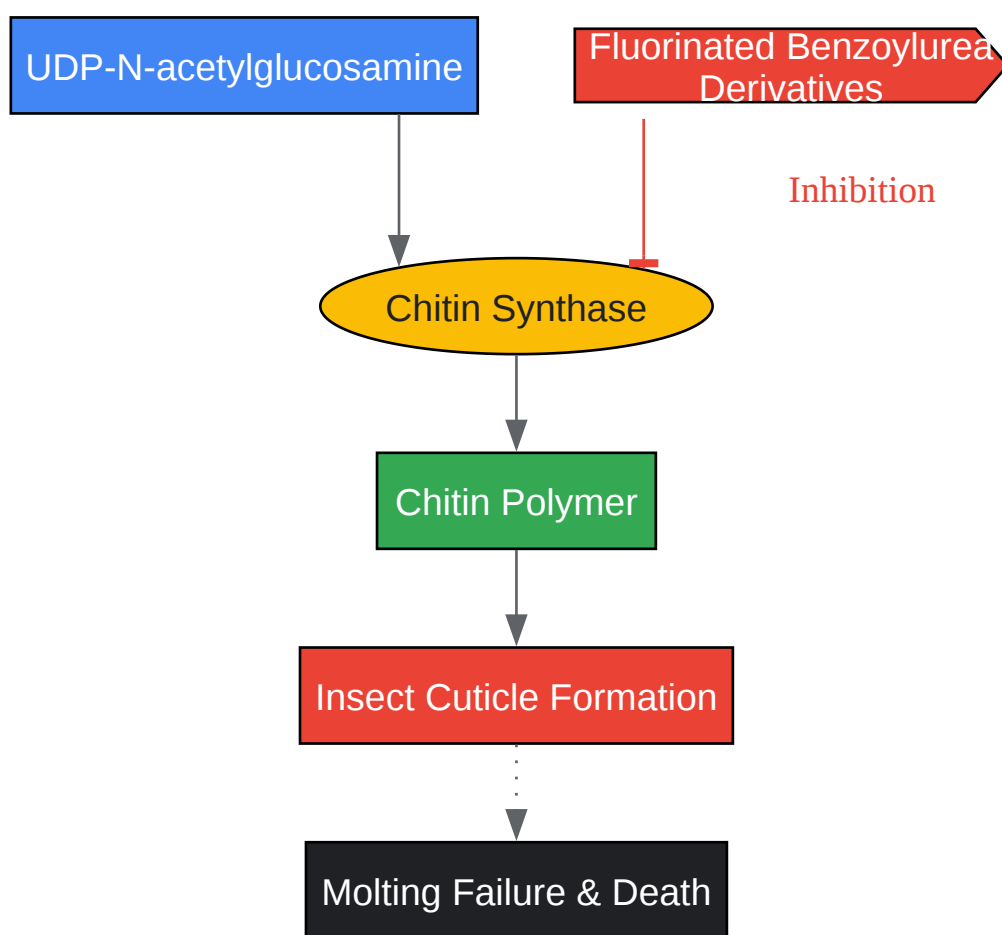 UDP-N-acetylglucosamine
Fluorinated Benzoylurea
Derivatives
Inhibition
Chitin Synthase
Chitin Polymer
Insect Cuticle Formation
Molting Failure & Death